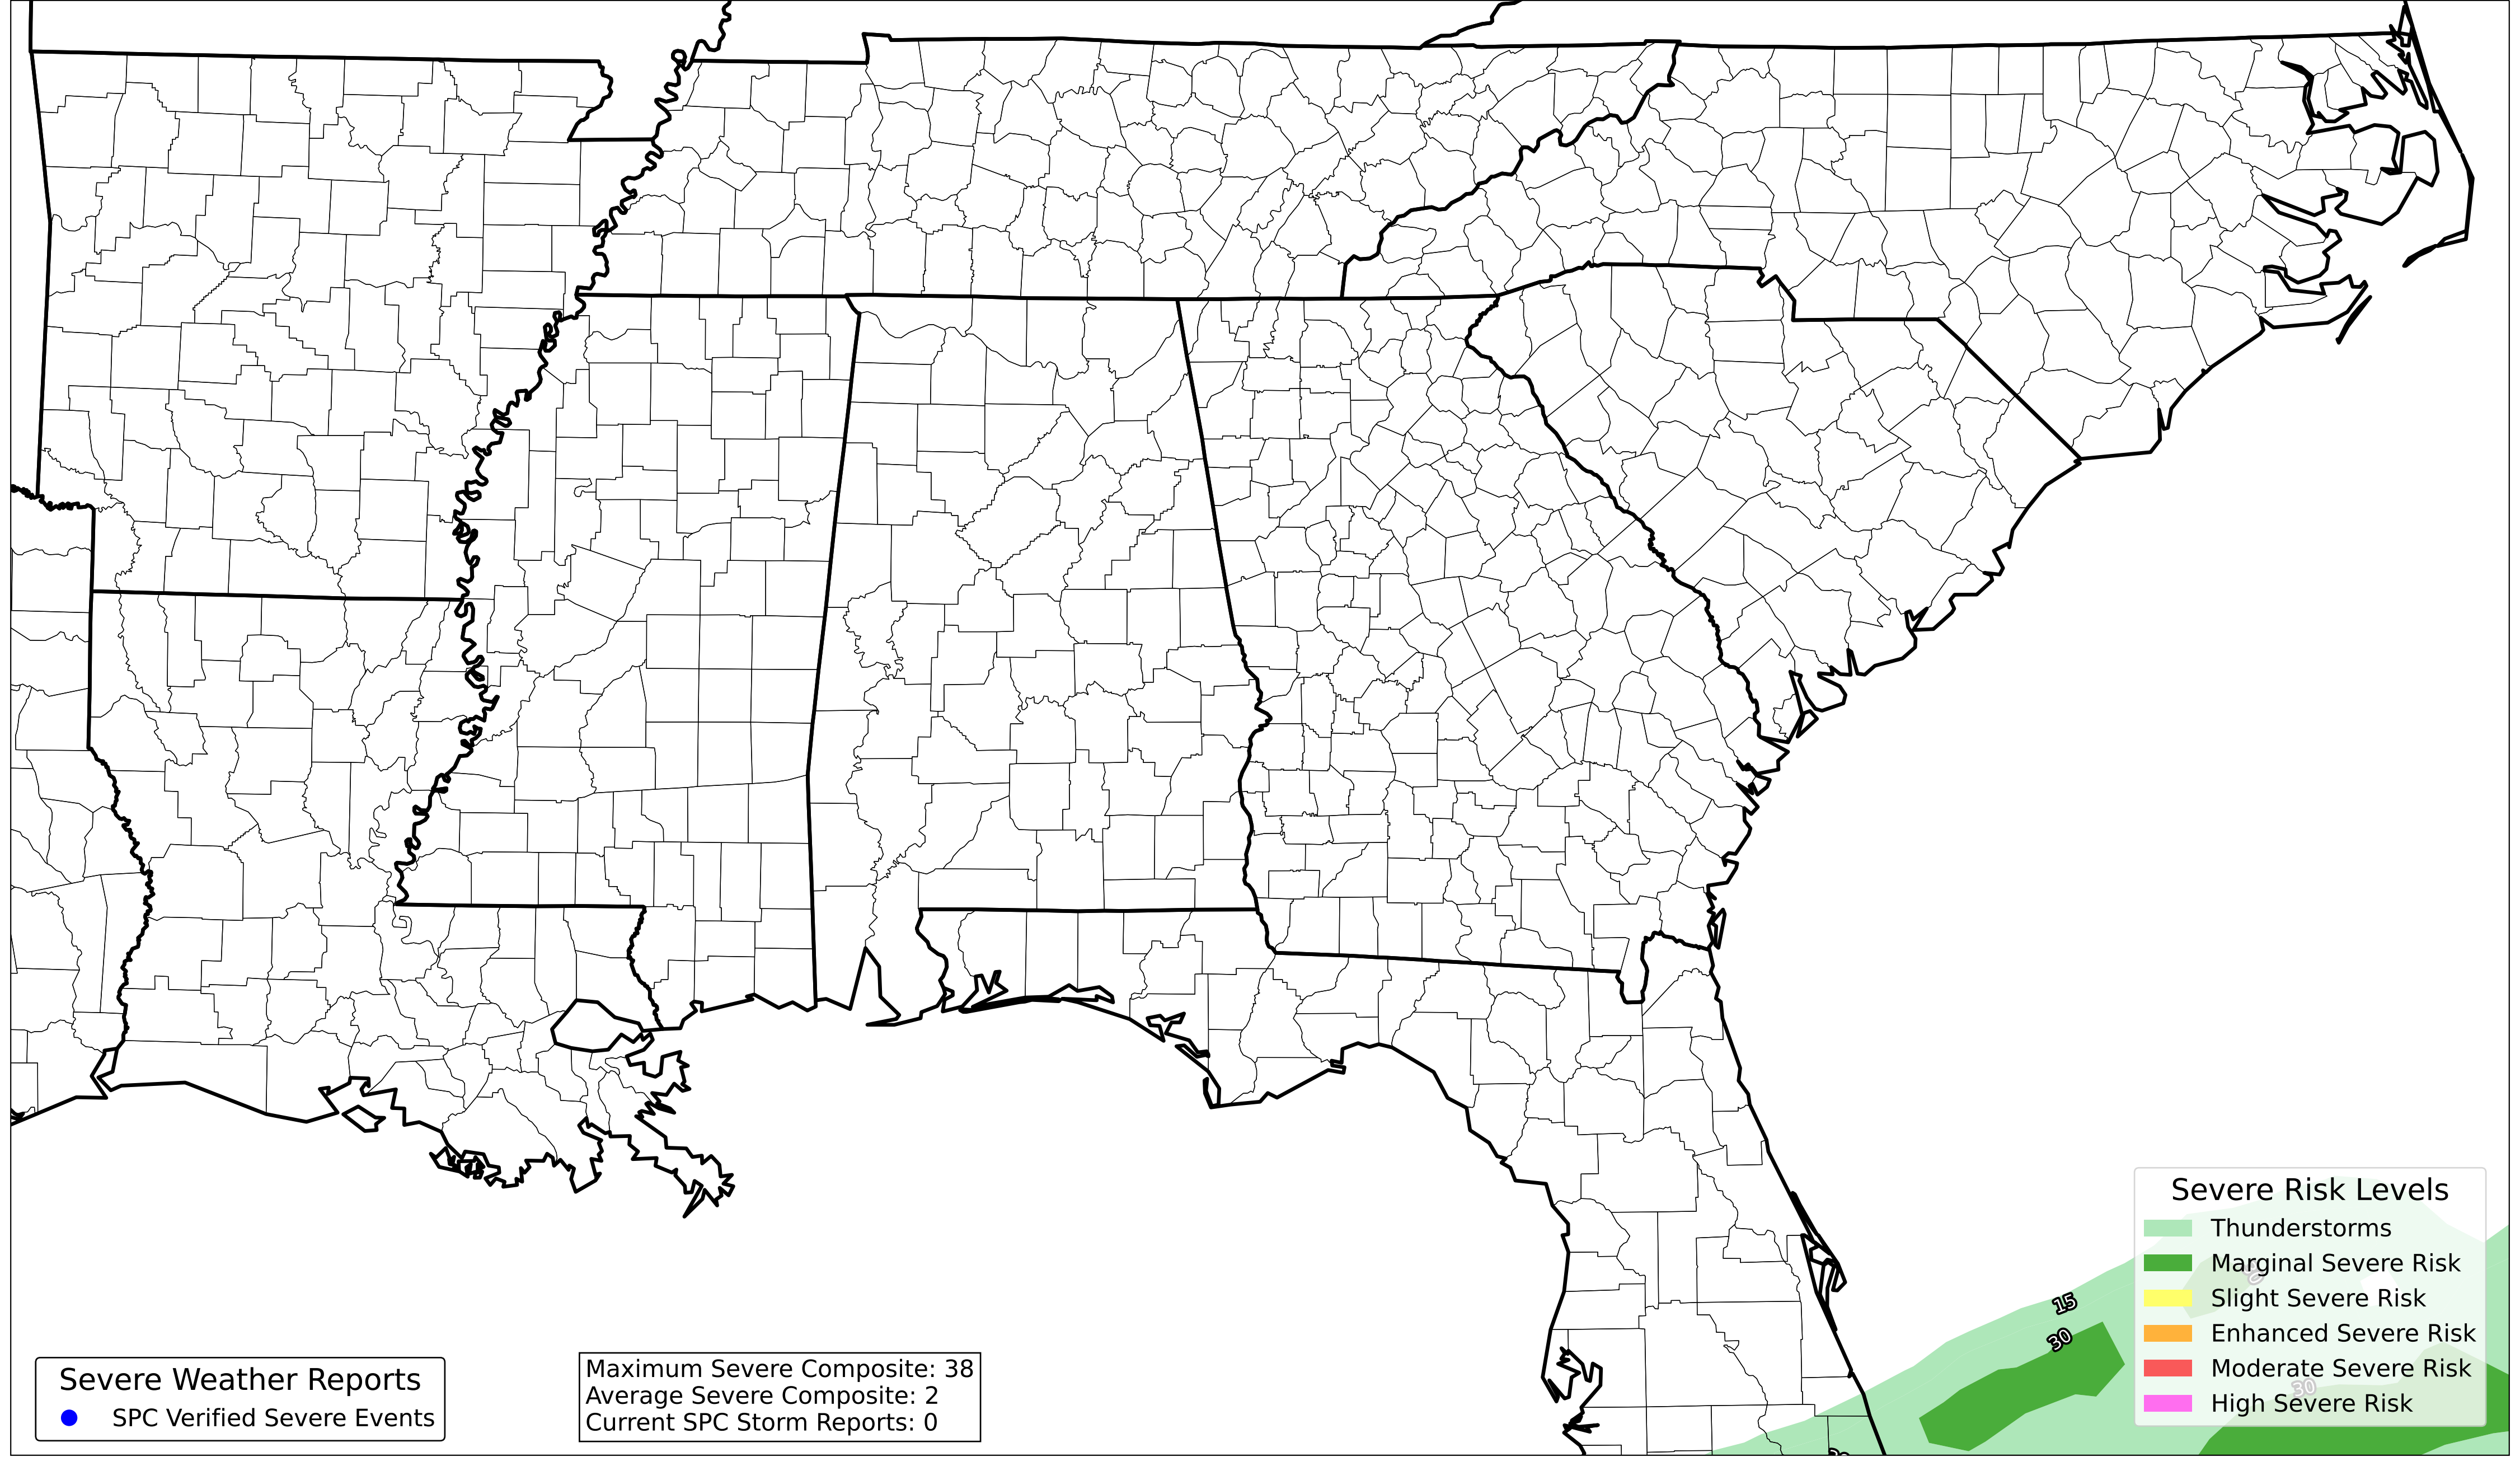 15
30
30
Severe Risk Levels
Thunderstorms
Marginal Severe Risk
Slight Severe Risk
Enhanced Severe Risk
Moderate Severe Risk
High Severe Risk
Severe Weather Reports
SPC Verified Severe Events
Maximum Severe Composite: 38
Average Severe Composite: 2
Current SPC Storm Reports: 0